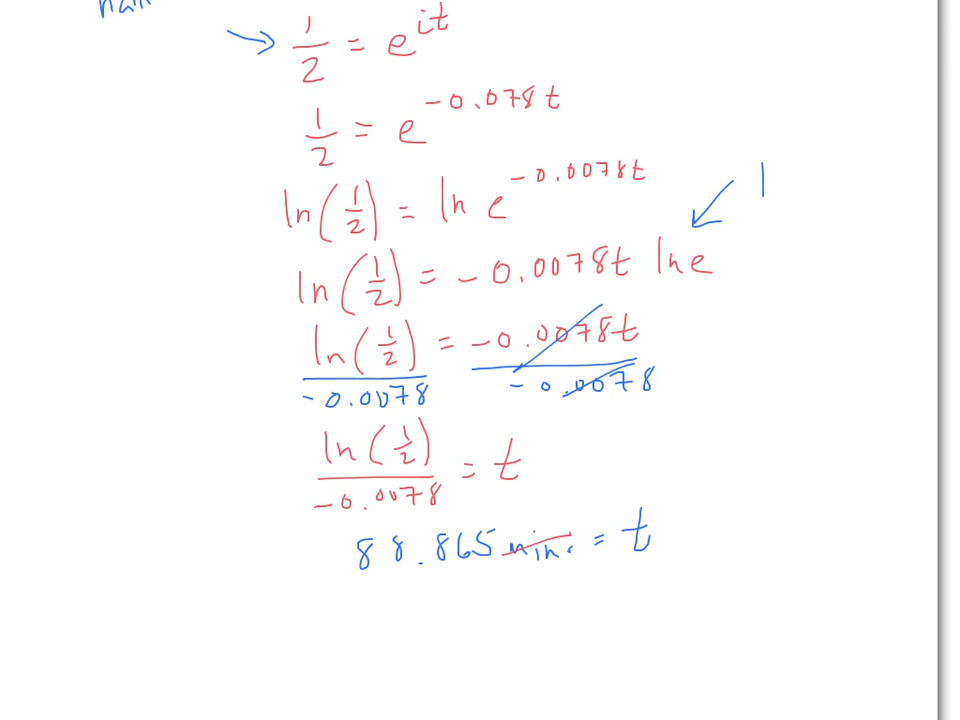 1/2 = e^{it}
1/2 = e^{-0.078t}
ln(1/2) = ln e^{-0.0078t}
1
ln(1/2) = -0.0078t ln e
ln(1/2) = -0.0078t
-0.0078 -0.0078
ln(1/2)/-0.0078 = t
88.865 min. = t